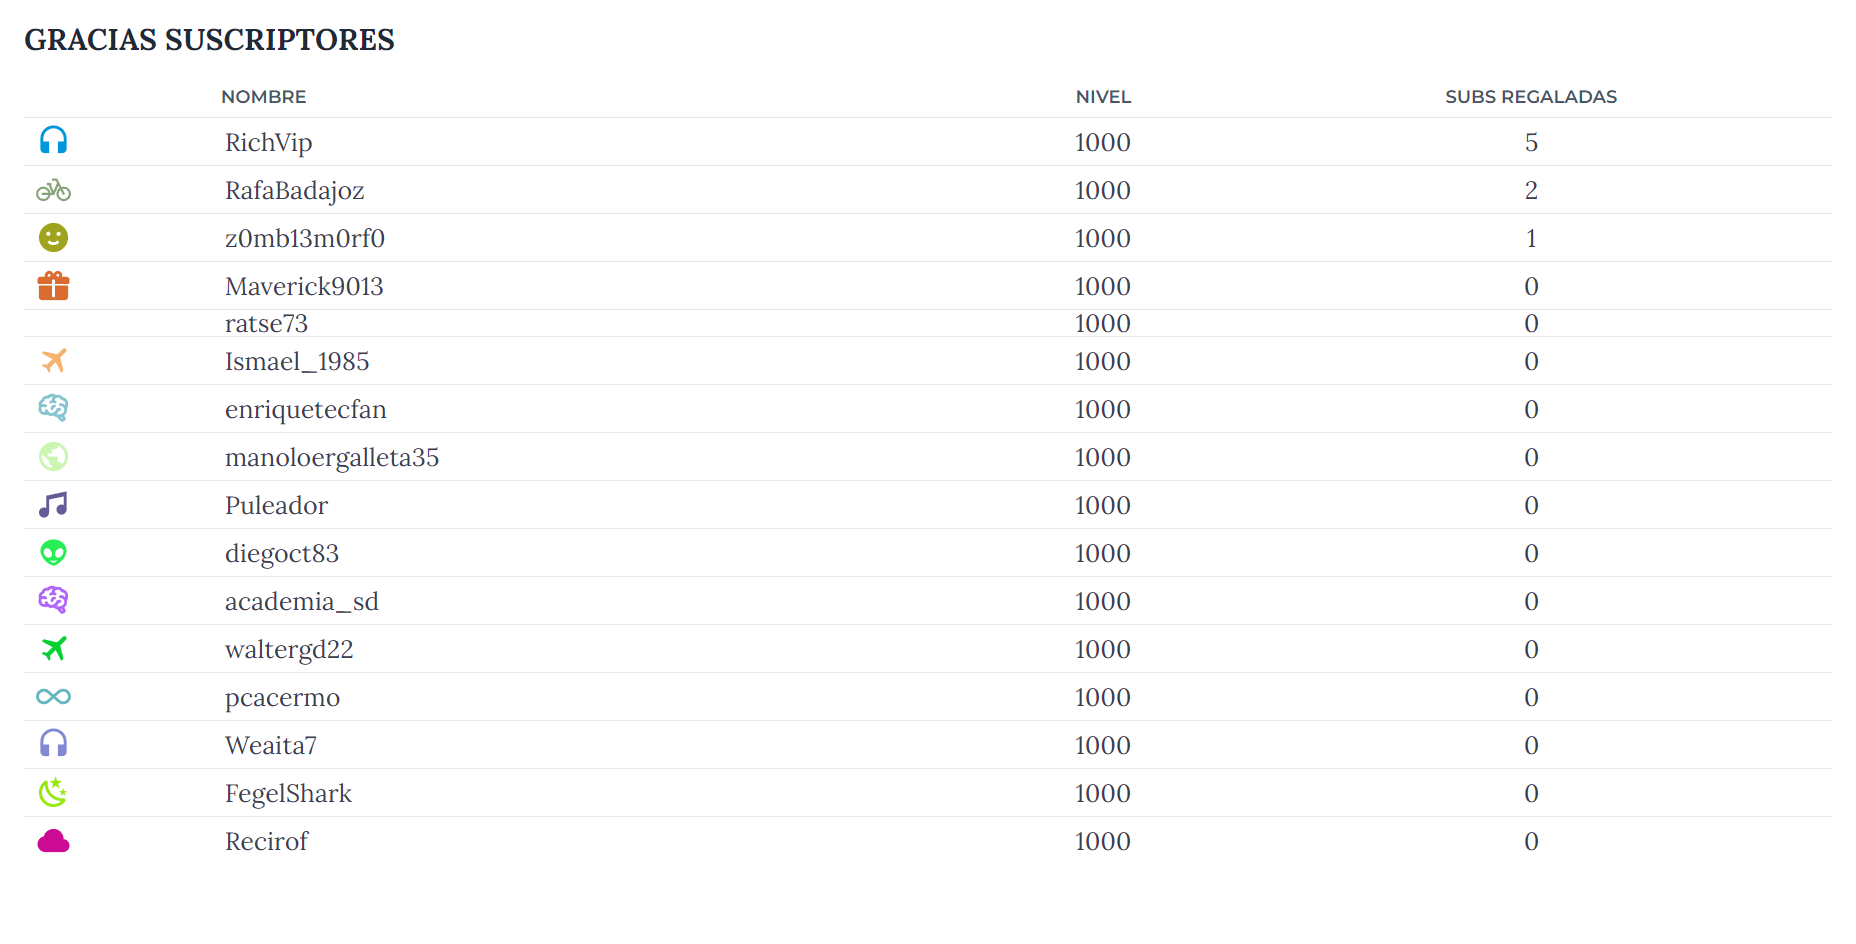 GRACIAS SUSCRIPTORES
NOMBRE NIVEL SUBS REGALADAS
RichVip 1000 5
RafaBadajoz 1000 2
z0mb13m0rf0 1000 1
Maverick9013 1000 0
ratse73 1000 0
Ismael_1985 1000 0
enriquetecfan 1000 0
manoloergalleta35 1000 0
Puleador 1000 0
diegoct83 1000 0
academia_sd 1000 0
waltergd22 1000 0
pcacermo 1000 0
Weaita7 1000 0
FegelShark 1000 0
Recirof 1000 0